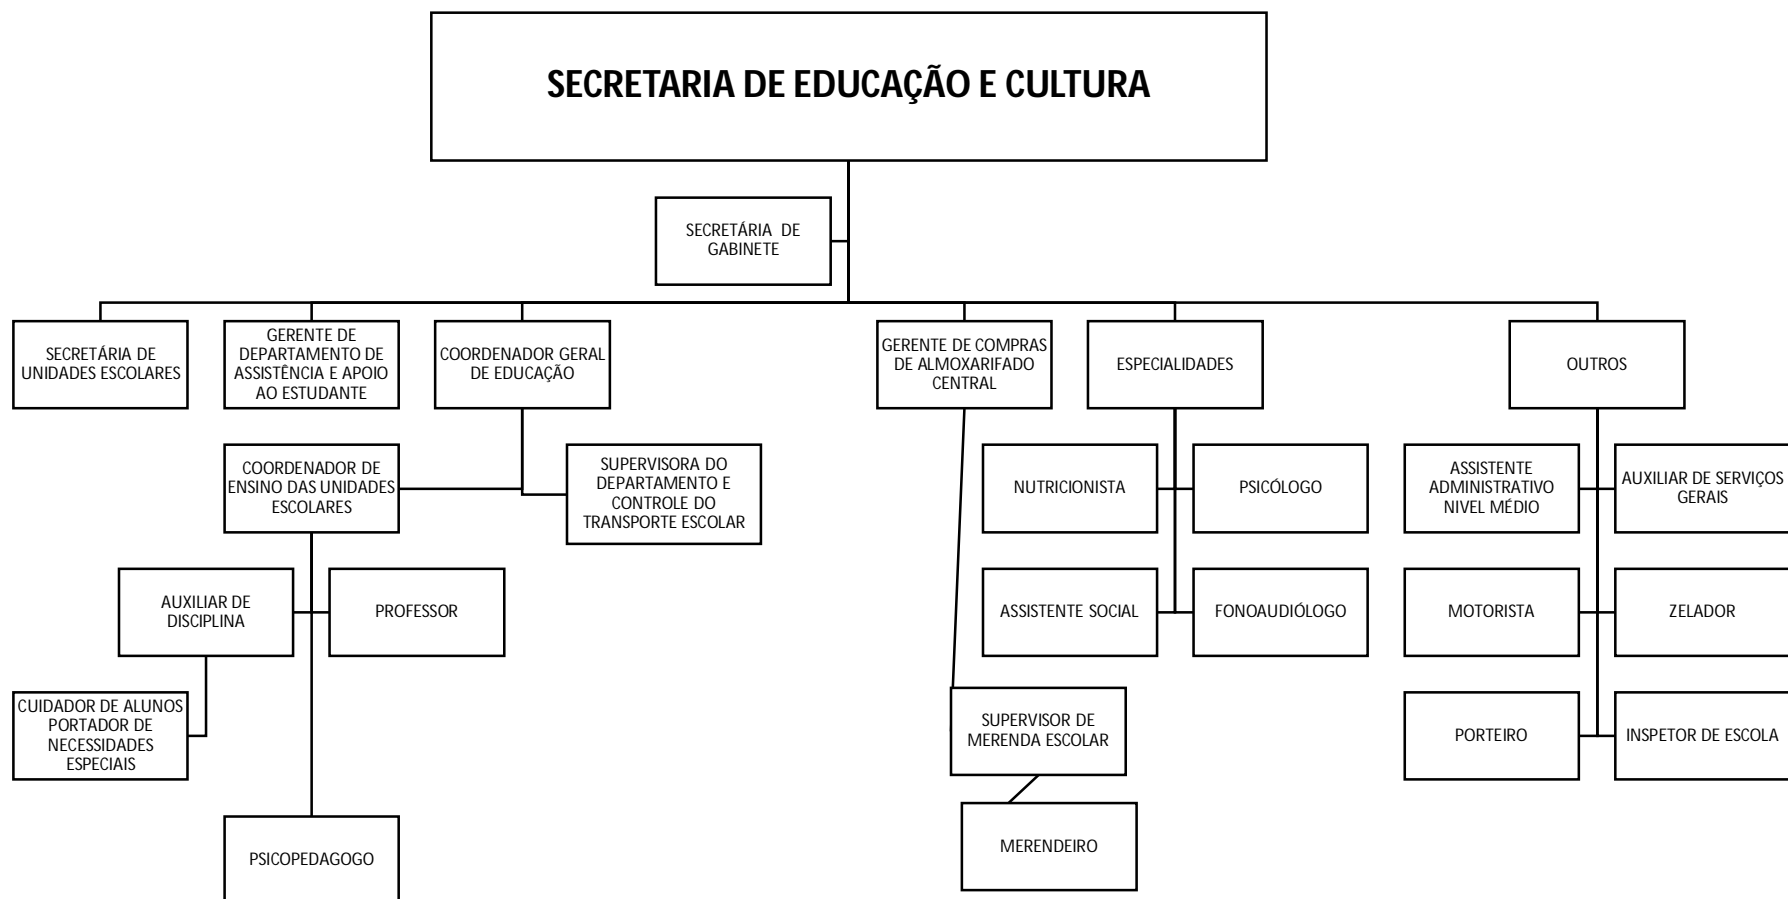 SECRETARIA DE EDUCAÇÃO E CULTURA
SECRETÁRIA DE
GABINETE
SECRETÁRIA DE
UNIDADES ESCOLARES
GERENTE DE
DEPARTAMENTO DE
ASSISTÊNCIA E APOIO
AO ESTUDANTE
COORDENADOR GERAL
DE EDUCAÇÃO
GERENTE DE COMPRAS
DE ALMOXARIFADO
CENTRAL
ESPECIALIDADES
OUTROS
COORDENADOR DE
ENSINO DAS UNIDADES
ESCOLARES
SUPERVISORA DO
DEPARTAMENTO E
CONTROLE DO
TRANSPORTE ESCOLAR
NUTRICIONISTA
PSICÓLOGO
ASSISTENTE
ADMINISTRATIVO
NIVEL MÉDIO
AUXILIAR DE SERVIÇOS
GERAIS
AUXILIAR DE
DISCIPLINA
PROFESSOR
ASSISTENTE SOCIAL
FONOAUDIÓLOGO
MOTORISTA
ZELADOR
CUIDADOR DE ALUNOS
PORTADOR DE
NECESSIDADES
ESPECIAIS
SUPERVISOR DE
MERENDA ESCOLAR
PORTEIRO
INSPETOR DE ESCOLA
PSICOPEDAGOGO
MERENDEIRO